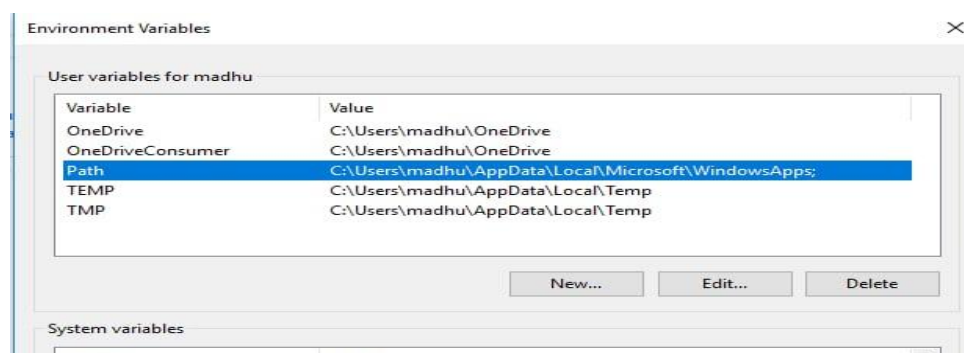 Environment Variables
User variables for madhu
Variable Value
OneDrive C:\Users\madhu\OneDrive
OneDriveConsumer C:\Users\madhu\OneDrive
Path C:\Users\madhu\AppData\Local\Microsoft\WindowsApps;
TEMP C:\Users\madhu\AppData\Local\Temp
TMP C:\Users\madhu\AppData\Local\Temp
New... Edit... Delete
System variables